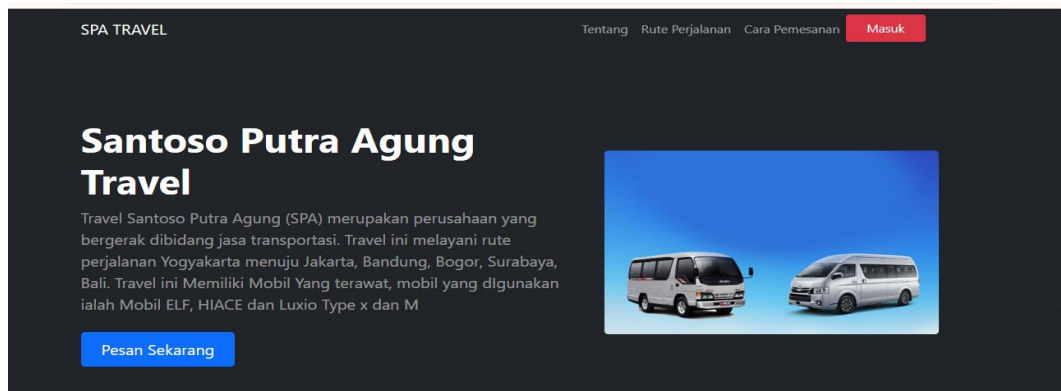 SPA TRAVEL
Tentang Rute Perjalanan Cara Pemesanan Masuk
Santoso Putra Agung
Travel
Travel Santoso Putra Agung (SPA) merupakan perusahaan yang
bergerak dibidang jasa transportasi. Travel ini melayani rute
perjalanan Yogyakarta menuju Jakarta, Bandung, Bogor, Surabaya,
Bali. Travel ini Memiliki Mobil Yang terawat, mobil yang dIgunakan
ialah Mobil ELF, HIACE dan Luxio Type x dan M
Pesan Sekarang